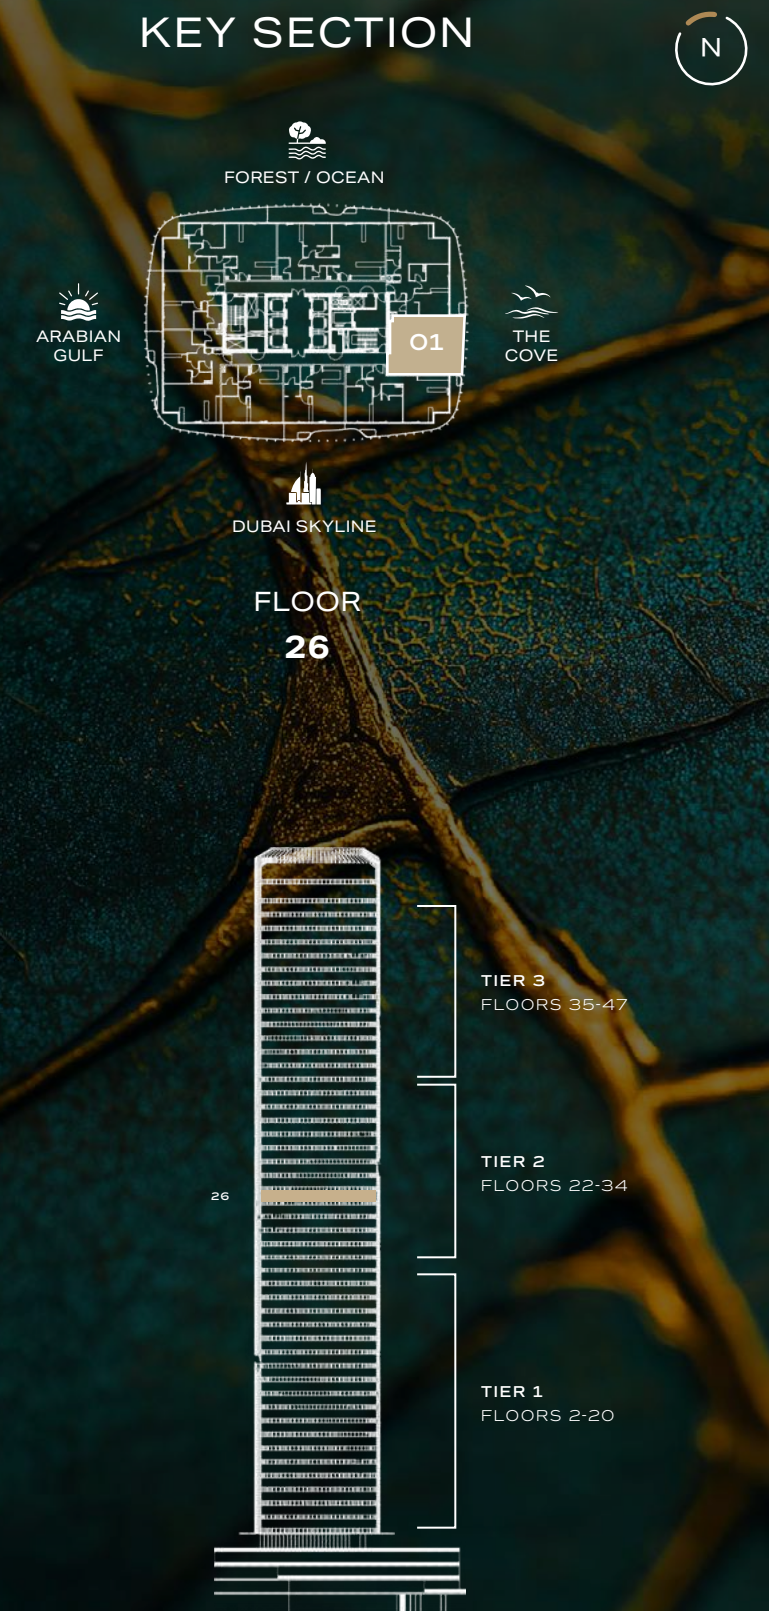 KEY SECTION
N
FOREST / OCEAN
ARABIAN
GULF
01
THE
COVE
DUBAI SKYLINE
FLOOR
26
TIER 3
FLOORS 35-47
TIER 2
FLOORS 22-34
26
TIER 1
FLOORS 2-20